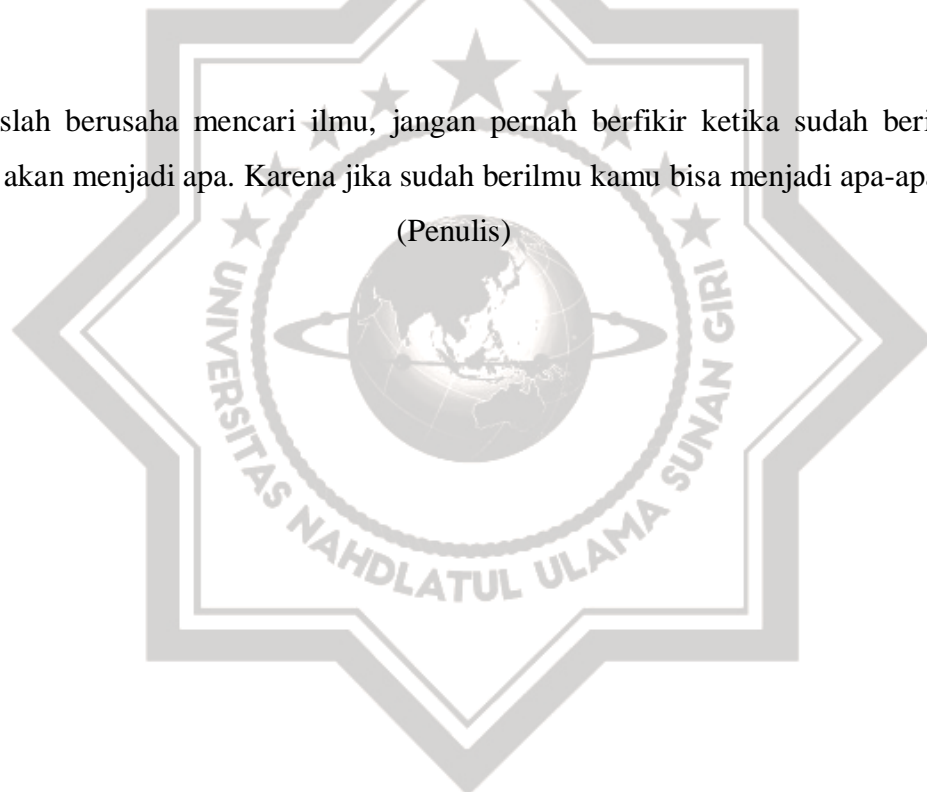 slah berusaha mencari ilmu, jangan pernah berfikir ketika sudah beri
akan menjadi apa. Karena jika sudah berilmu kamu bisa menjadi apa-apa
(Penulis)
UNIVERSITAS NAHDLATUL ULAMA SUNAN GIRI